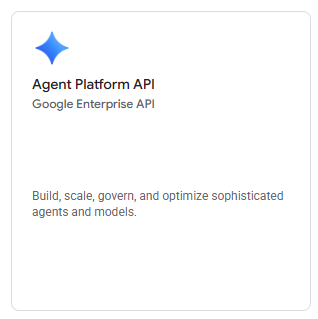 Agent Platform API
Google Enterprise API
Build, scale, govern, and optimize sophisticated
agents and models.